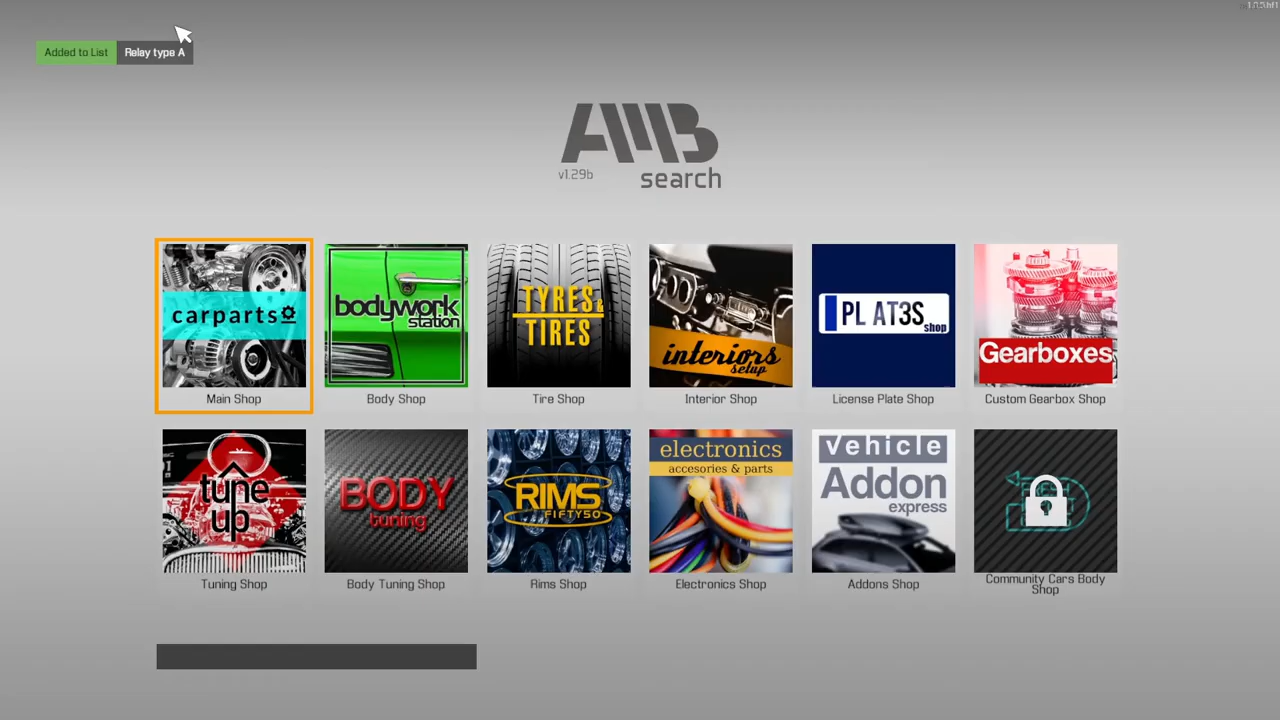 Added to List Relay type A
AMB
v1.29b search
carparts
Main Shop
bodywork
station
Body Shop
TYRES &
TIRES
Tire Shop
interiors
setup
Interior Shop
PL AT3S
shop
License Plate Shop
Gearboxes
Custom Gearbox Shop
tune
up
Tuning Shop
BODY
tuning
Body Tuning Shop
RIMS
FIFTY50
Rims Shop
electronics
accesories & parts
Electronics Shop
vehicle
Addon
express
Addons Shop
Community Cars Body
Shop